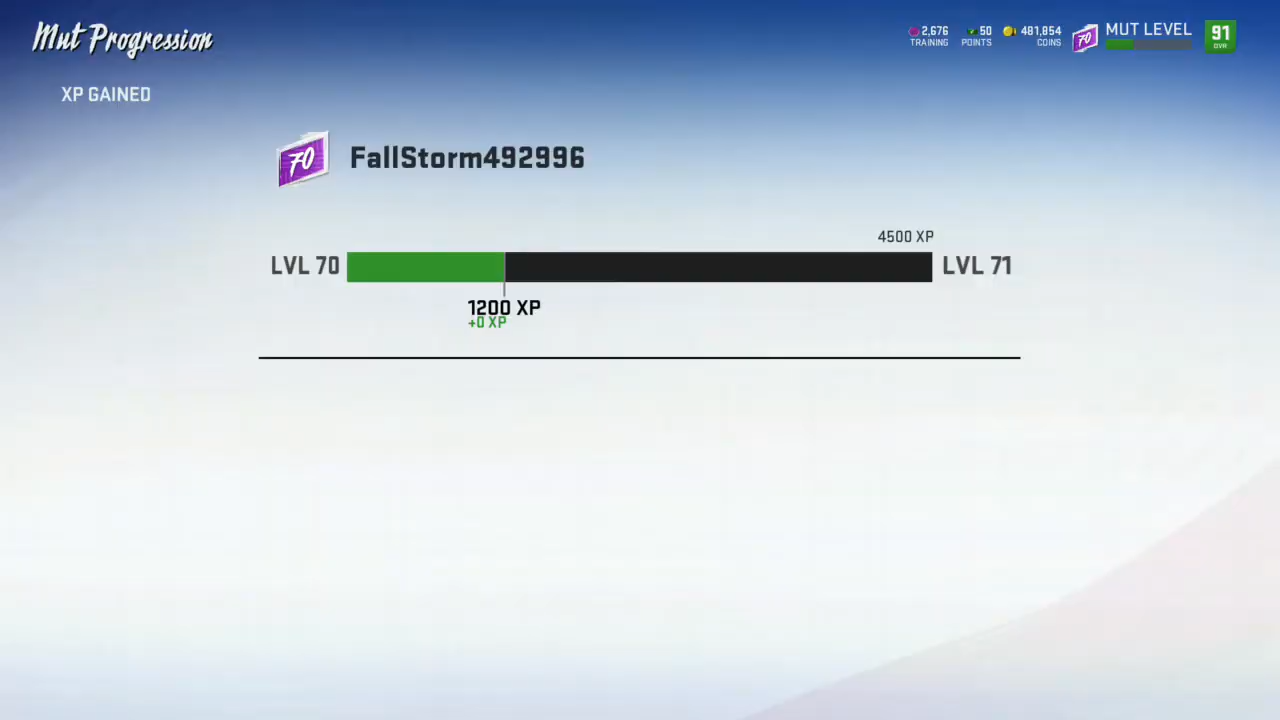 Mut Progression
2,676 TRAINING
50 POINTS
481,854 COINS
70
MUT LEVEL
91
OVR
XP GAINED
70
FallStorm492996
4500 XP
LVL 70
LVL 71
1200 XP
+0 XP